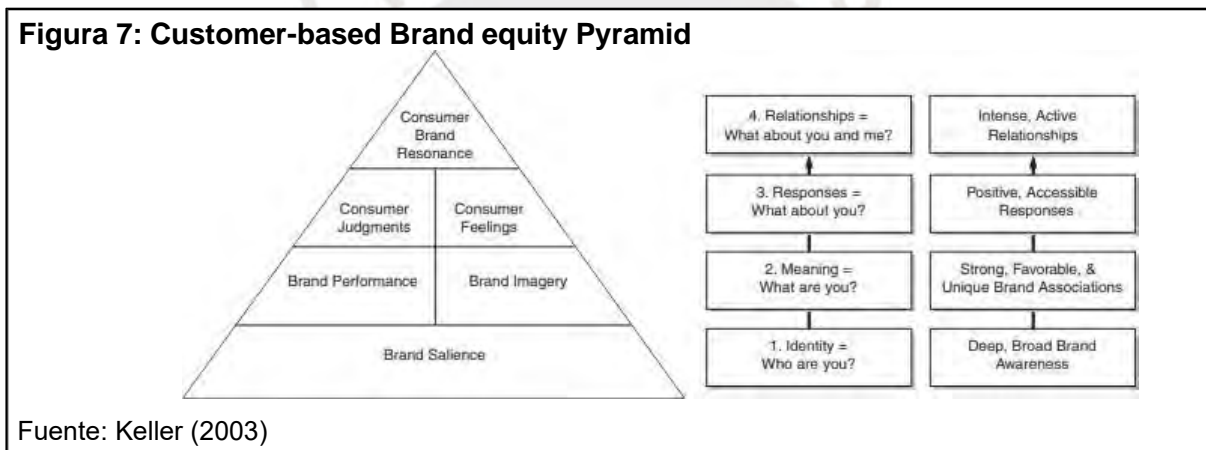 Figura 7: Customer-based Brand equity Pyramid
Consumer
Brand
Resonance
Consumer
Judgments
Consumer
Feelings
Brand Performance
Brand Imagery
Brand Salience
4. Relationships =
What about you and me?
Intense, Active
Relationships
3. Responses =
What about you?
Positive, Accessible
Responses
2. Meaning =
What are you?
Strong, Favorable, &
Unique Brand Associations
1. Identity =
Who are you?
Deep, Broad Brand
Awareness
Fuente: Keller (2003)